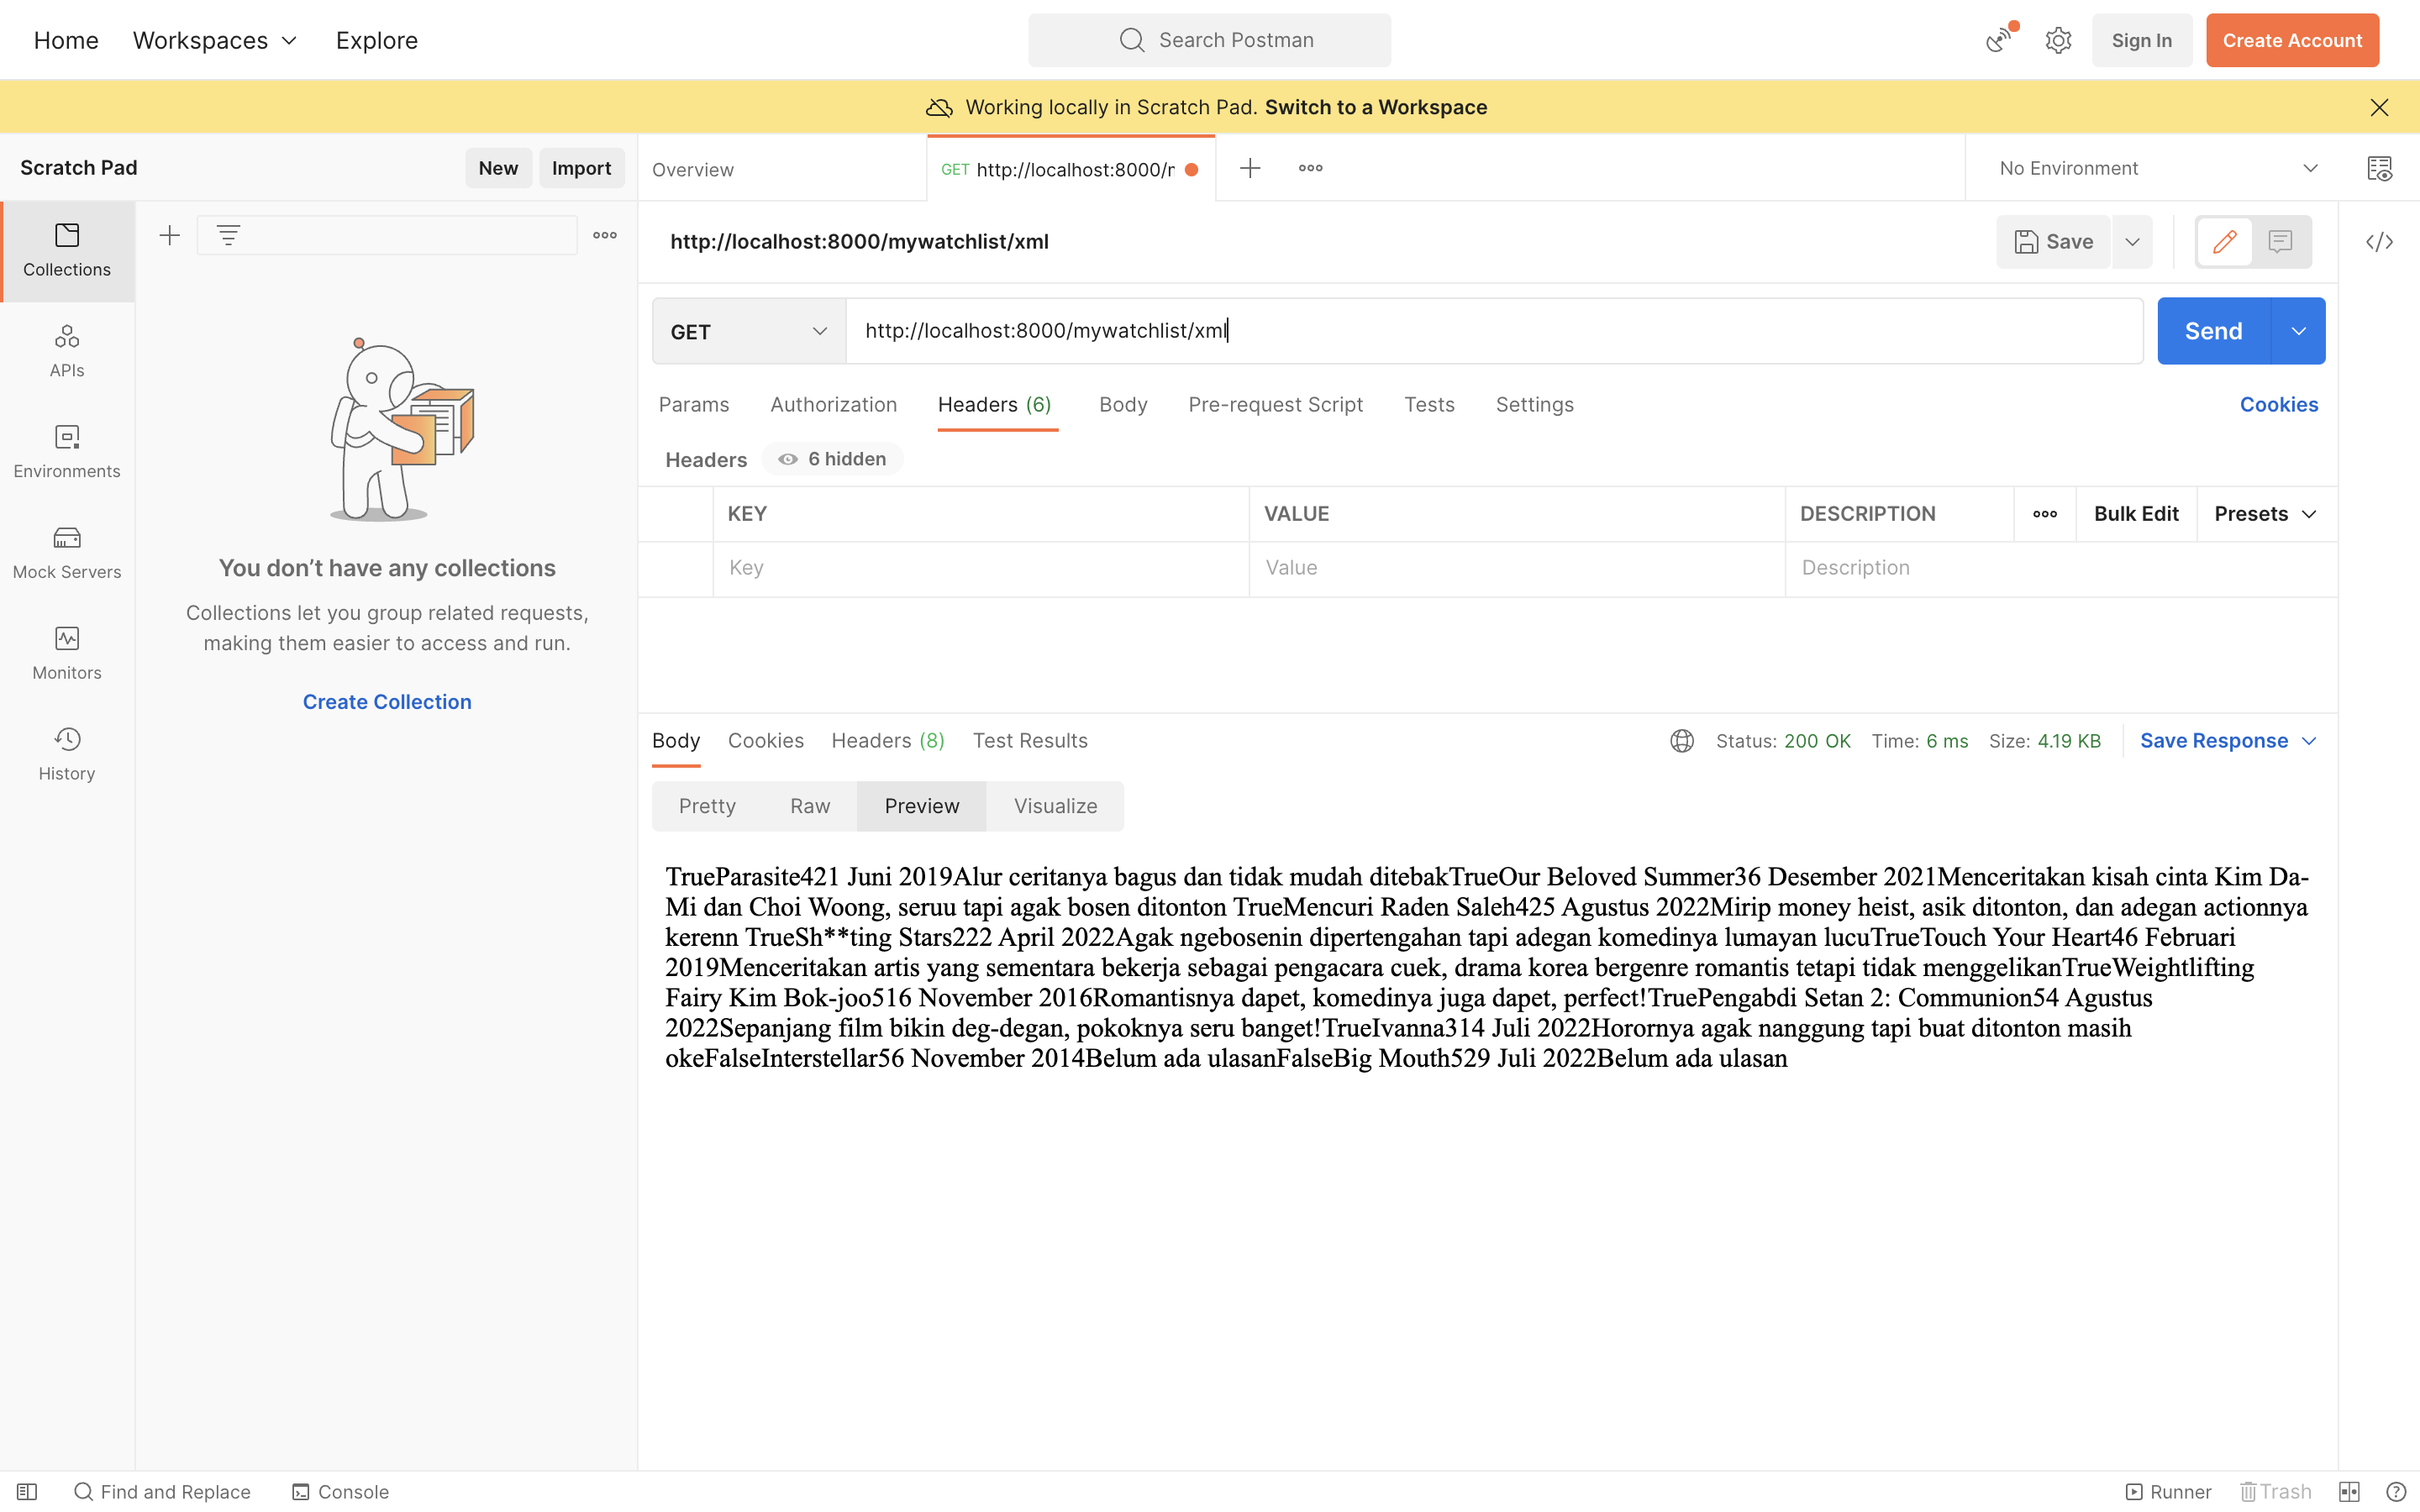 Home Workspaces Explore
Search Postman
Sign In Create Account
Working locally in Scratch Pad. Switch to a Workspace
Scratch Pad New Import
Overview GET http://localhost:8000/r No Environment
Collections
APIs
Environments
Mock Servers
Monitors
History
You don’t have any collections
Collections let you group related requests,
making them easier to access and run.
Create Collection
http://localhost:8000/mywatchlist/xml
Save
GET http://localhost:8000/mywatchlist/xml Send
Params Authorization Headers (6) Body Pre-request Script Tests Settings Cookies
Headers 6 hidden
KEY VALUE DESCRIPTION Bulk Edit Presets
Key Value Description
Body Cookies Headers (8) Test Results Status: 200 OK Time: 6 ms Size: 4.19 KB Save Response
Pretty Raw Preview Visualize
TrueParasite421 Juni 2019Alur ceritanya bagus dan tidak mudah ditebakTrueOur Beloved Summer36 Desember 2021Menceritakan kisah cinta Kim Da-
Mi dan Choi Woong, seruu tapi agak bosen ditonton TrueMencuri Raden Saleh425 Agustus 2022Mirip money heist, asik ditonton, dan adegan actionnya
kerenn TrueSh**ting Stars222 April 2022Agak ngebosenin dipertengahan tapi adegan komedinya lumayan lucuTrueTouch Your Heart46 Februari
2019Menceritakan artis yang sementara bekerja sebagai pengacara cuek, drama korea bergenre romantis tetapi tidak menggelikanTrueWeightlifting
Fairy Kim Bok-joo516 November 2016Romantisnya dapet, komedinya juga dapet, perfect!TruePengabdi Setan 2: Communion54 Agustus
2022Sepanjang film bikin deg-degan, pokoknya seru banget!TrueIvanna314 Juli 2022Horornya agak nanggung tapi buat ditonton masih
okeFalseInterstellar56 November 2014Belum ada ulasanFalseBig Mouth529 Juli 2022Belum ada ulasan
Find and Replace Console Runner Trash